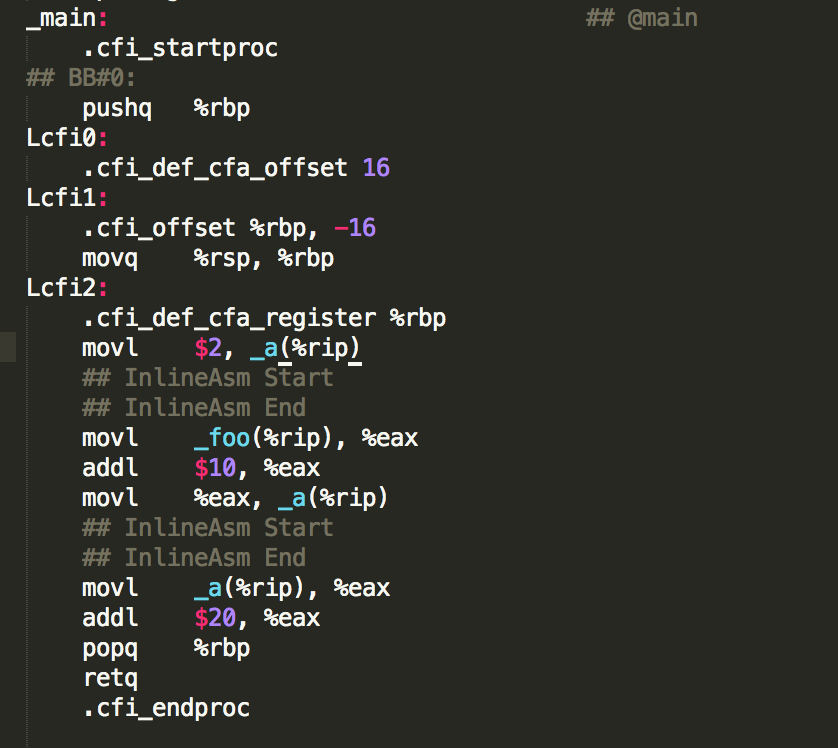 _main: ## @main
.cfi_startproc
## BB#0:
pushq %rbp
Lcfi0:
.cfi_def_cfa_offset 16
Lcfi1:
.cfi_offset %rbp, -16
movq %rsp, %rbp
Lcfi2:
.cfi_def_cfa_register %rbp
movl $2, _a(%rip)
## InlineAsm Start
## InlineAsm End
movl _foo(%rip), %eax
addl $10, %eax
movl %eax, _a(%rip)
## InlineAsm Start
## InlineAsm End
movl _a(%rip), %eax
addl $20, %eax
popq %rbp
retq
.cfi_endproc